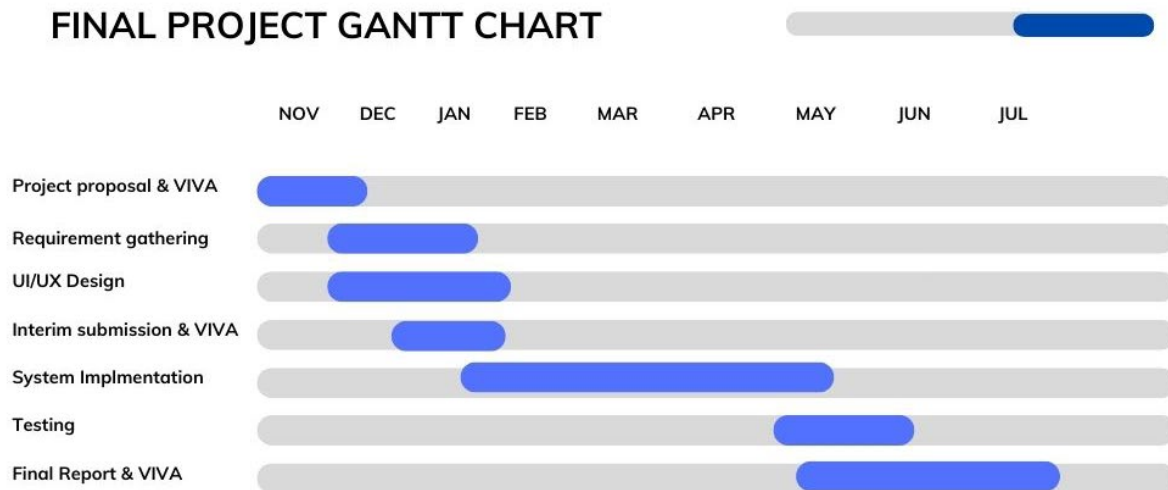 FINAL PROJECT GANTT CHART
NOV DEC JAN FEB MAR APR MAY JUN JUL
Project proposal & VIVA
Requirement gathering
UI/UX Design
Interim submission & VIVA
System Implmentation
Testing
Final Report & VIVA